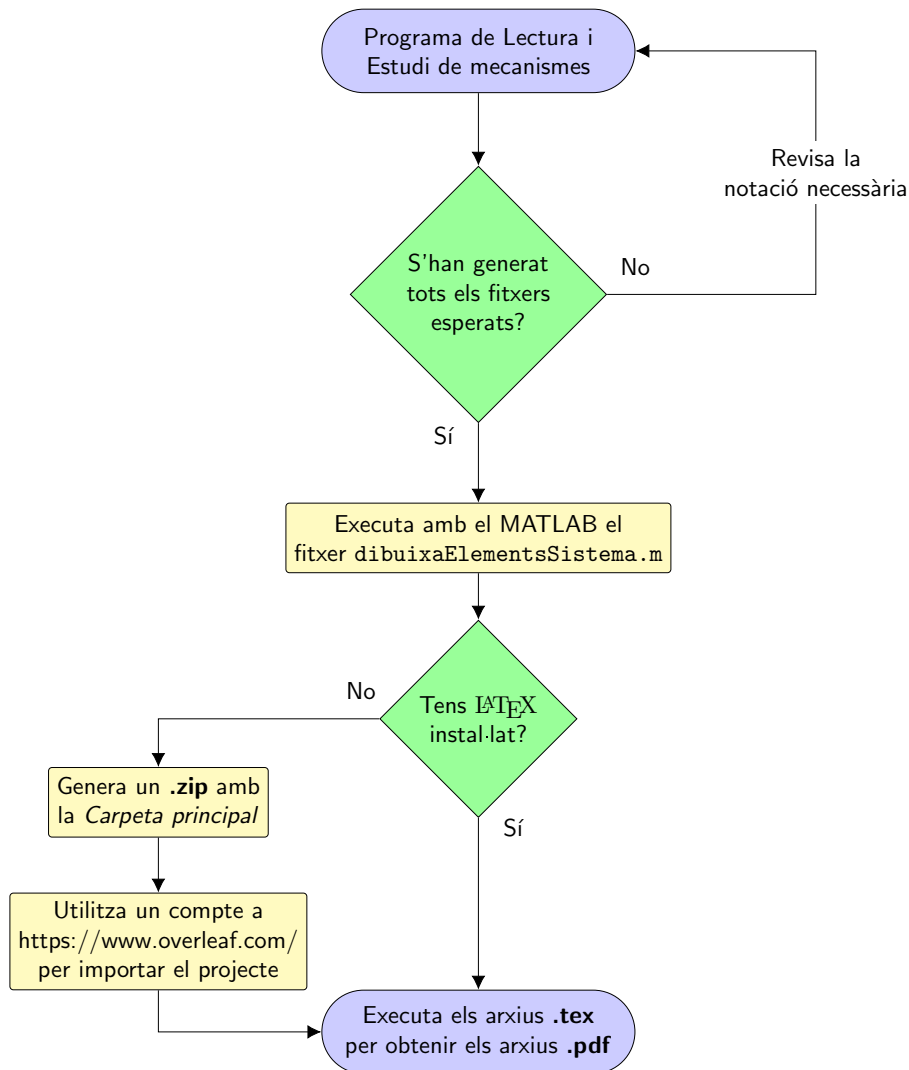 Programa de Lectura i
Estudi de mecanismes
Revisa la
notació necessària
S'han generat
tots els fitxers
esperats?
No
Sí
Executa amb el MATLAB el
fitxer dibuixaElementsSistema.m
No
Tens LATEX
instal·lat?
Genera un .zip amb
la Carpeta principal
Sí
Utilitza un compte a
https://www.overleaf.com/
per importar el projecte
Executa els arxius .tex
per obtenir els arxius .pdf